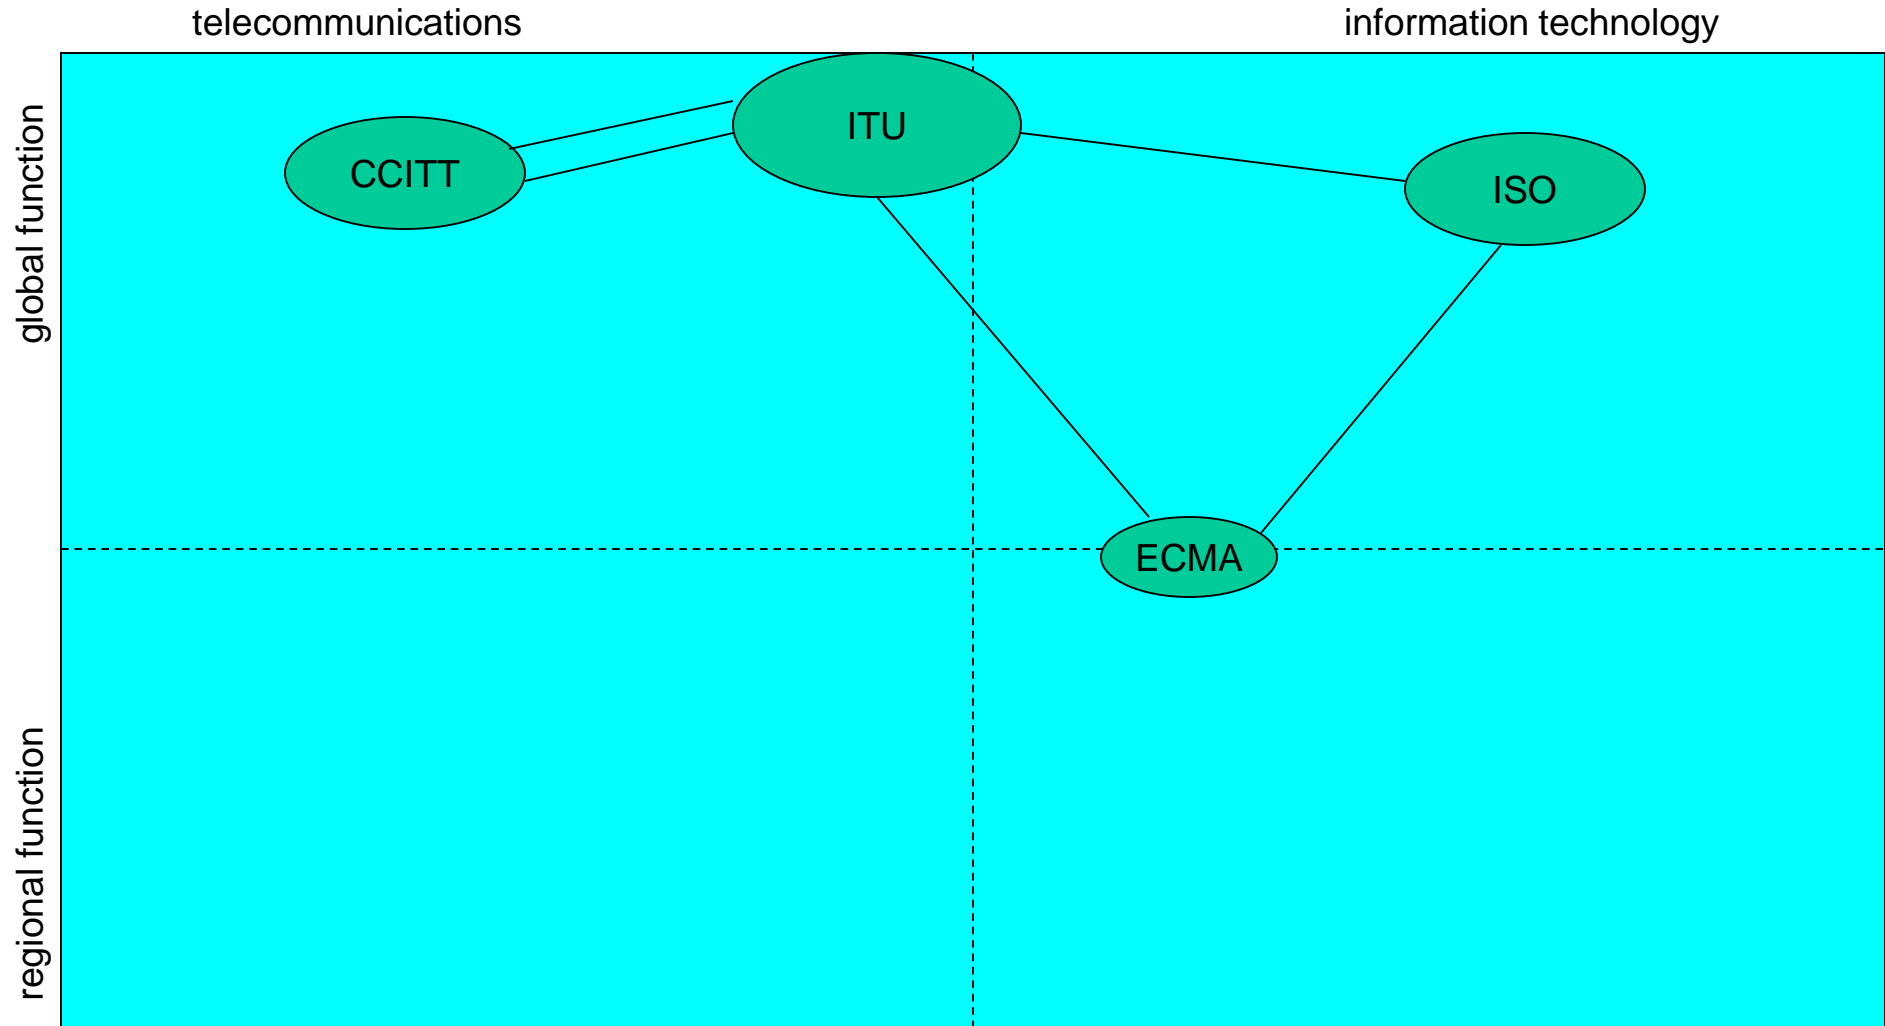 telecommunications
information technology
global function
CCITT
ITU
ISO
ECMA
regional function